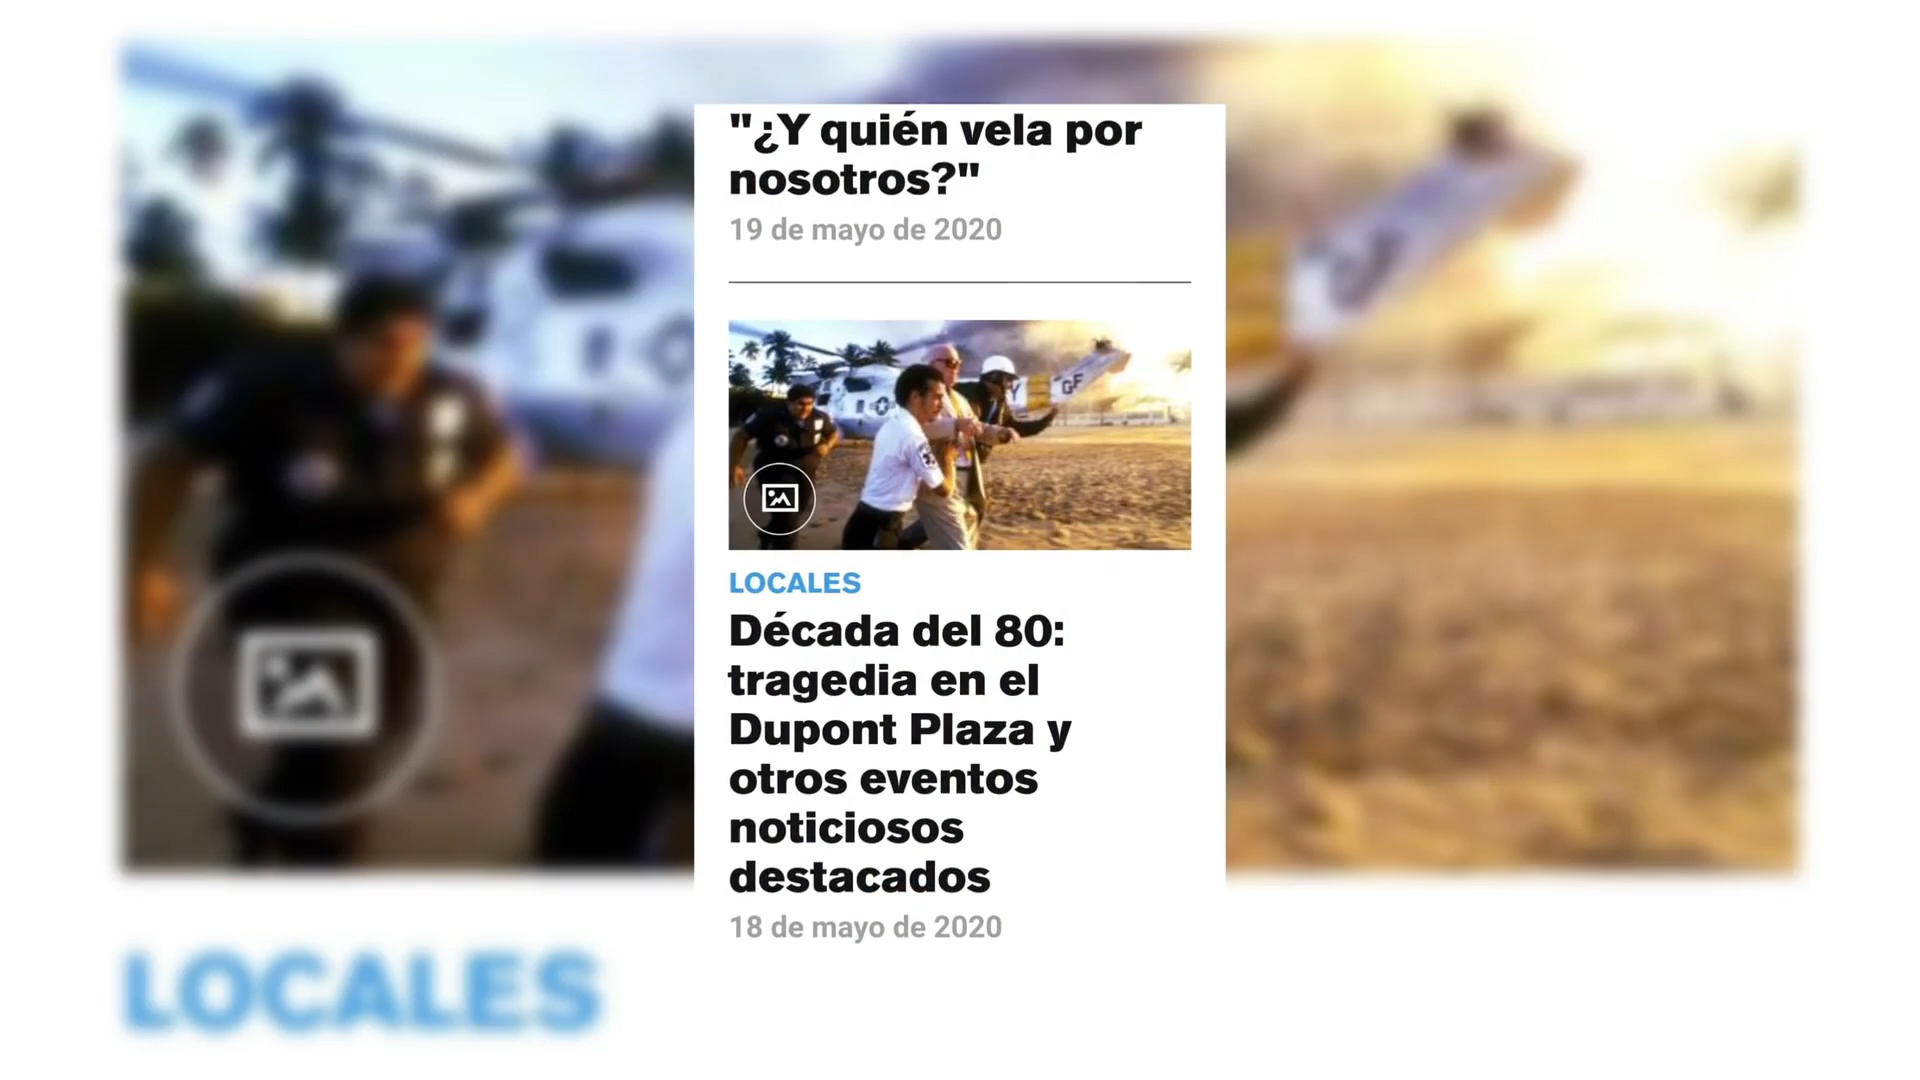 "¿Y quién vela por
nosotros?"
19 de mayo de 2020
GF
LOCALES
Década del 80:
tragedia en el
Dupont Plaza y
otros eventos
noticiosos
destacados
18 de mayo de 2020
LOCALES